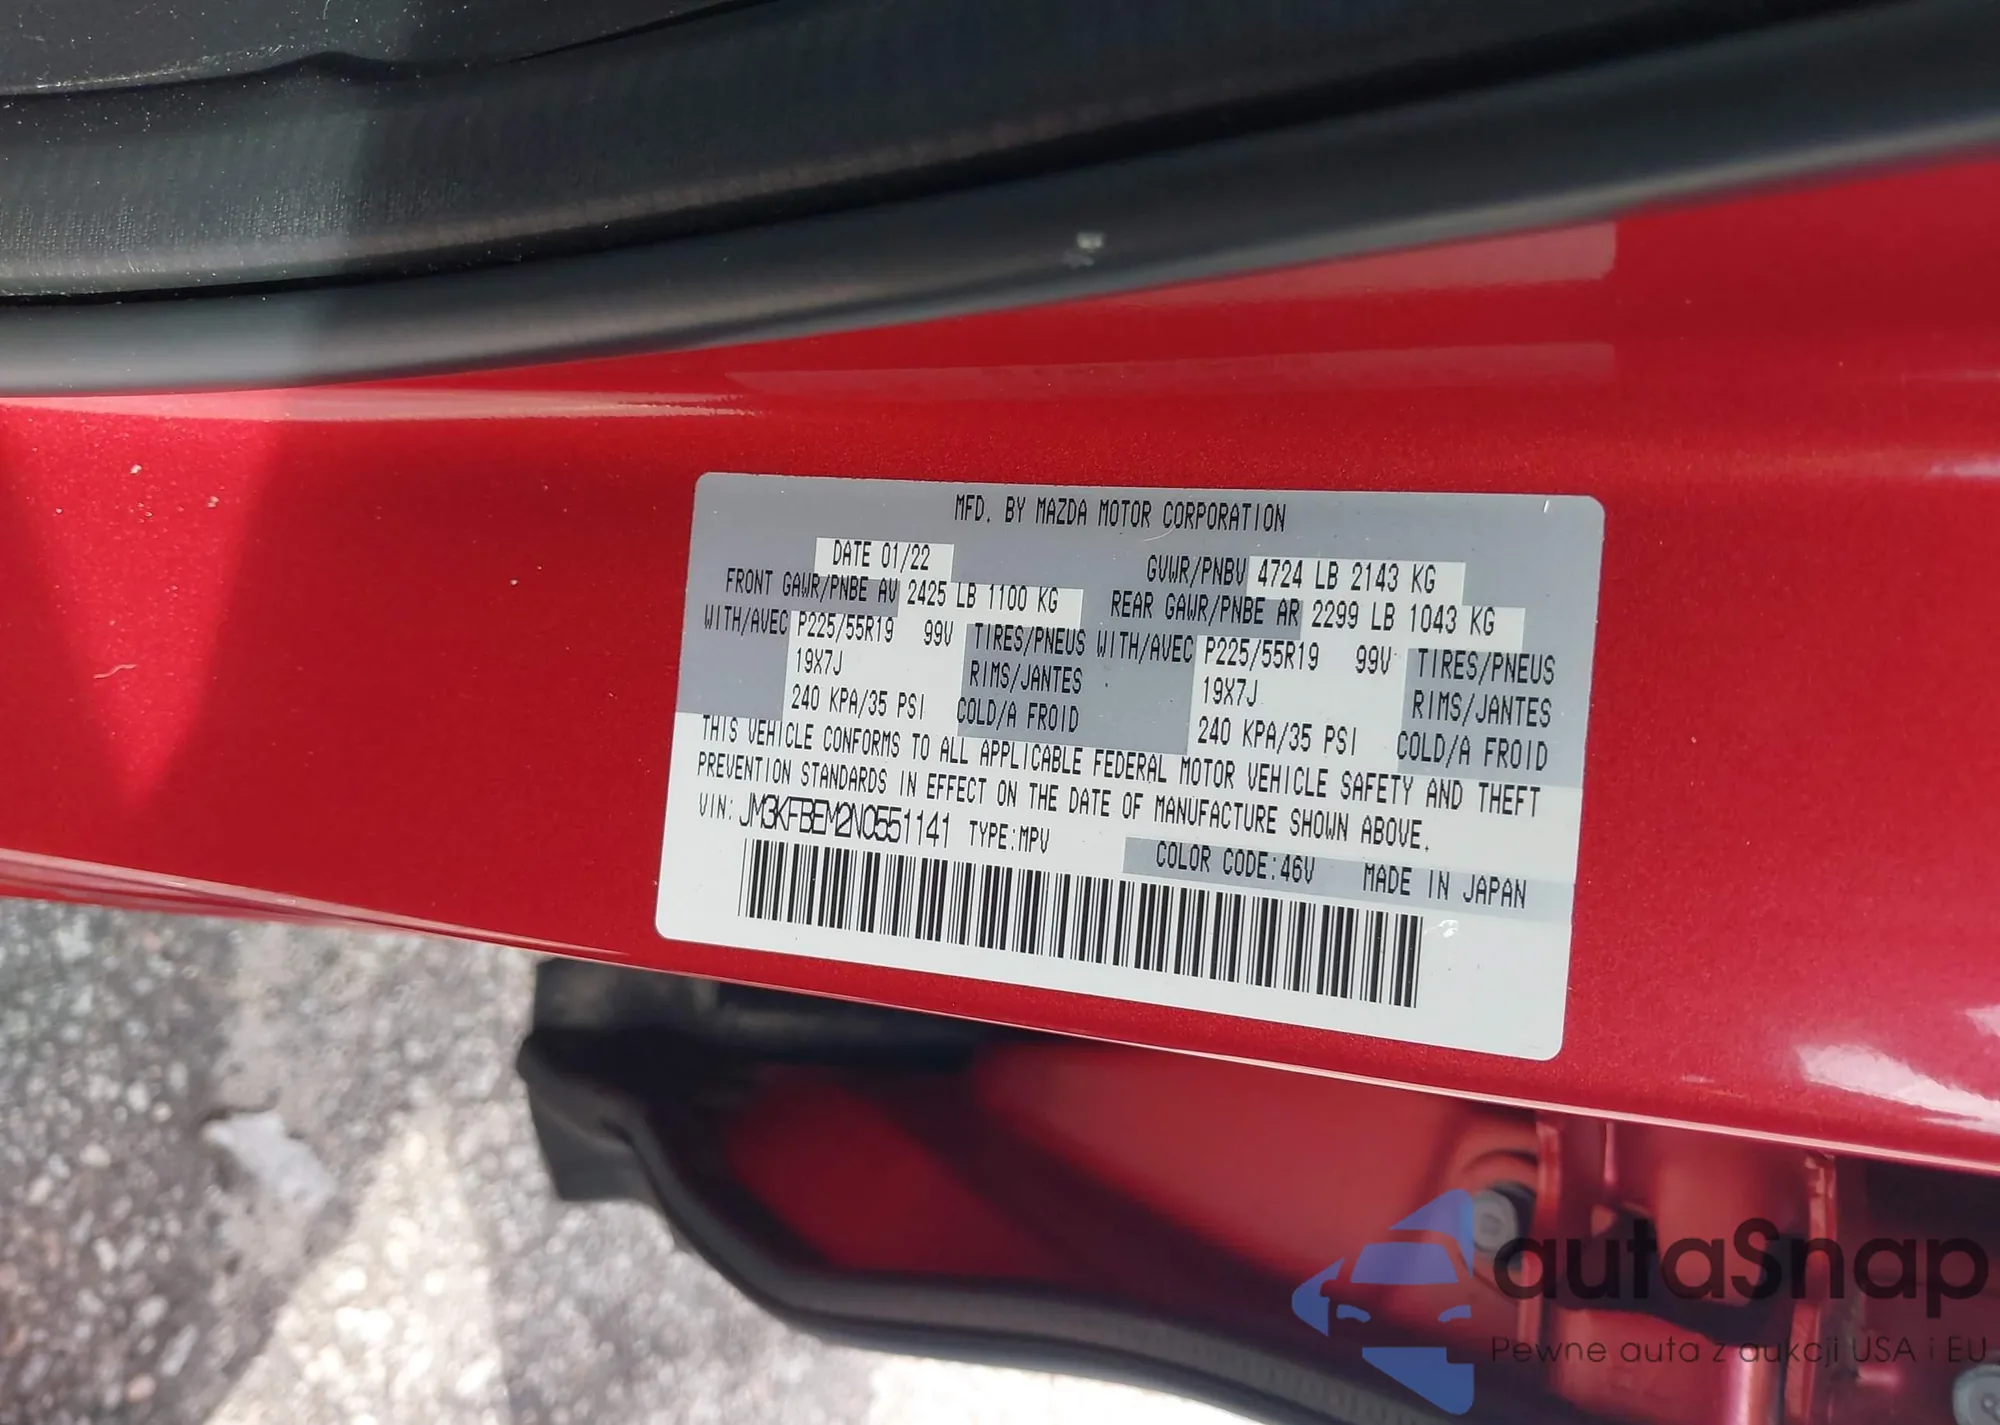 MFD. BY MAZDA MOTOR CORPORATION
DATE 01/22 GVWR/PNBV 4724 LB 2143 KG
FRONT GAWR/PNBE AV 2425 LB 1100 KG REAR GAWR/PNBE AR 2299 LB 1043 KG
WITH/AVEC P225/55R19 99V TIRES/PNEUS WITH/AVEC P225/55R19 99V TIRES/PNEUS
19X7J RIMS/JANTES 19X7J RIMS/JANTES
240 KPA/35 PSI COLD/A FROID 240 KPA/35 PSI COLD/A FROID
THIS VEHICLE CONFORMS TO ALL APPLICABLE FEDERAL MOTOR VEHICLE SAFETY AND THEFT
PREVENTION STANDARDS IN EFFECT ON THE DATE OF MANUFACTURE SHOWN ABOVE.
VIN: JM3KFBEM2N0551141 TYPE:MPV
COLOR CODE:46V MADE IN JAPAN
autaSnap
Pewne auta z aukcji USA i EU